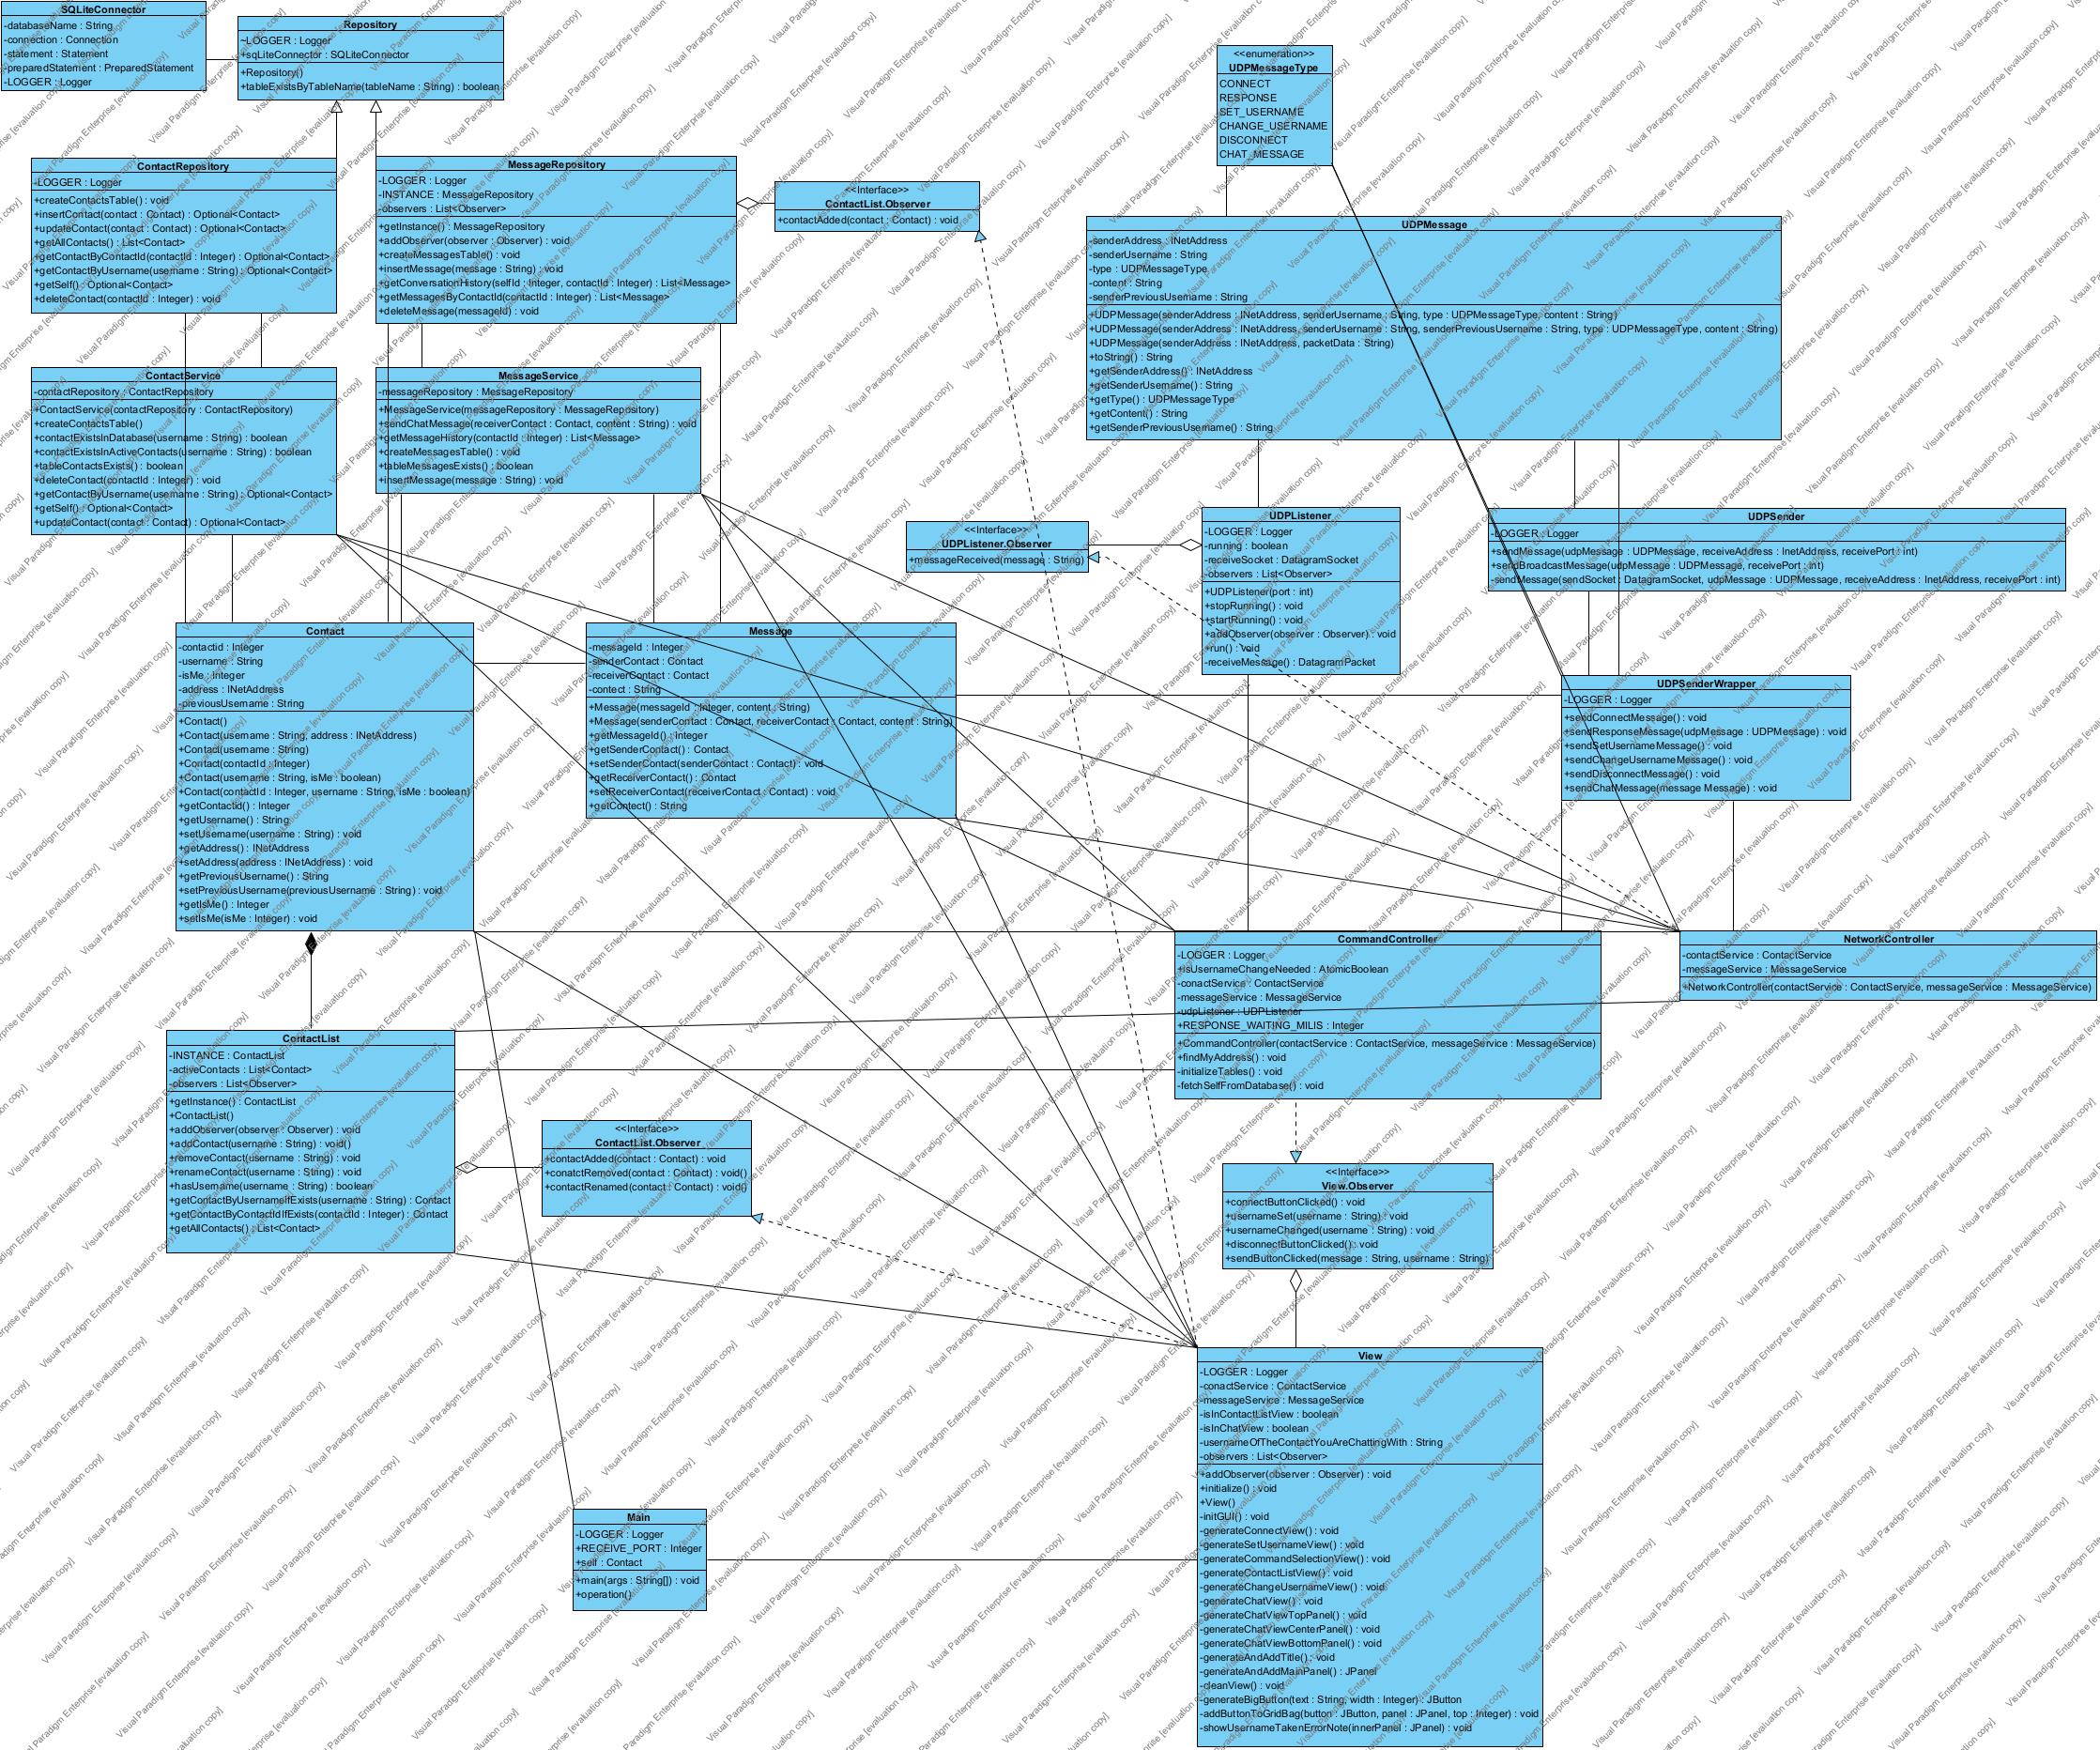 SQLiteConnector
-databaseName : String
-connection : Connection
-statement : Statement
-preparedStatement : PreparedStatement
-LOGGER : Logger
Repository
~LOGGER : Logger
+sqLiteConnector : SQLiteConnector
+Repository()
+tableExistsByTableName(tableName : String) : boolean
<<enumeration>>
UDPMessageType
CONNECT
RESPONSE
SET_USERNAME
CHANGE_USERNAME
DISCONNECT
CHAT_MESSAGE
ContactRepository
-LOGGER : Logger
+createContactsTable() : void
+insertContact(contact : Contact) : Optional<Contact>
+updateContact(contact : Contact) : Optional<Contact>
+getAllContacts() : List<Contact>
+getContactByContactId(contactId : Integer) : Optional<Contact>
+getContactByUsername(username : String) : Optional<Contact>
+getSelf() : Optional<Contact>
+deleteContact(contactId : Integer) : void
MessageRepository
-LOGGER : Logger
-INSTANCE : MessageRepository
-observers : List<Observer>
+getInstance() : MessageRepository
+addObserver(observer : Observer) : void
+createMessagesTable() : void
+insertMessage(message : String) : void
+getConversationHistory(selfId : Integer, contactId : Integer) : List<Message>
+getMessagesByContactId(contactId : Integer) : List<Message>
+deleteMessage(messageId) : void
<<Interface>>
ContactList.Observer
+contactAdded(contact : Contact) : void
UDPMessage
-senderAddress : INetAddress
-senderUsername : String
-type : UDPMessageType
-content : String
-senderPreviousUsername : String
+UDPMessage(senderAddress : INetAddress, senderUsername : String, type : UDPMessageType, content : String)
+UDPMessage(senderAddress : INetAddress, senderUsername : String, senderPreviousUsername : String, type : UDPMessageType, content : String)
+UDPMessage(senderAddress : INetAddress, packetData : String)
+toString() : String
+getSenderAddress() : INetAddress
+getSenderUsername() : String
+getType() : UDPMessageType
+getContent() : String
+getSenderPreviousUsername() : String
ContactService
-contactRepository : ContactRepository
+ContactService(contactRepository : ContactRepository)
+createContactsTable()
+contactExistsInDatabase(username : String) : boolean
+contactExistsInActiveContacts(username : String) : boolean
+tableContactsExists() : boolean
+deleteContact(contactId : Integer) : void
+getContactByUsername(username : String) : Optional<Contact>
+getSelf() : Optional<Contact>
+updateContact(contact : Contact) : Optional<Contact>
MessageService
-messageRepository : MessageRepository
+MessageService(messageRepository : MessageRepository)
+sendChatMessage(receiverContact : Contact, content : String) : void
+getMessageHistory(contactId : Integer) : List<Message>
+createMessagesTable() : void
+tableMessagesExists() : boolean
+insertMessage(message : String) : void
<<Interface>>
UDPListener.Observer
+messageReceived(message : String)
UDPListener
-LOGGER : Logger
-running : boolean
-receiveSocket : DatagramSocket
-observers : List<Observer>
+UDPListener(port : int)
+stopRunning() : void
+startRunning() : void
+addObserver(observer : Observer) : void
+run() : void
-receiveMessage() : DatagramPacket
UDPSender
-LOGGER : Logger
+sendMessage(udpMessage : UDPMessage, receiveAddress : InetAddress, receivePort : int)
+sendBroadcastMessage(udpMessage : UDPMessage, receivePort : int)
-sendMessage(sendSocket : DatagramSocket, udpMessage : UDPMessage, receiveAddress : InetAddress, receivePort : int)
Contact
-contactid : Integer
-username : String
-isMe : Integer
-address : INetAddress
-previousUsername : String
+Contact()
+Contact(username : String, address : INetAddress)
+Contact(username : String)
+Contact(contactId : Integer)
+Contact(username : String, isMe : boolean)
+Contact(contactId : Integer, username : String, isMe : boolean)
+getContactid() : Integer
+getUsername() : String
+setUsername(username : String) : void
+getAddress() : INetAddress
+setAddress(address : INetAddress) : void
+getPreviousUsername() : String
+setPreviousUsername(previousUsername : String) : void
+getIsMe() : Integer
+setIsMe(isMe : Integer) : void
Message
-messageId : Integer
-senderContact : Contact
-receiverContact : Contact
-context : String
+Message(messageId : Integer, content : String)
+Message(senderContact : Contact, receiverContact : Contact, content : String)
+getMessageId() : Integer
+getSenderContact() : Contact
+setSenderContact(senderContact : Contact) : void
+getReceiverContact() : Contact
+setReceiverContact(receiverContact : Contact) : void
+getContect() : String
UDPSenderWrapper
-LOGGER : Logger
+sendConnectMessage() : void
+sendResponseMessage(udpMessage : UDPMessage) : void
+sendSetUsernameMessage() : void
+sendChangeUsernameMessage() : void
+sendDisconnectMessage() : void
+sendChatMessage(message Message) : void
CommandController
-LOGGER : Logger
+isUsernameChangeNeeded : AtomicBoolean
-conactService : ContactService
-messageService : MessageService
-udpListener : UDPListener
+RESPONSE_WAITING_MILIS : Integer
+CommandController(contactService : ContactService, messageService : MessageService)
+findMyAddress() : void
-initializeTables() : void
-fetchSelfFromDatabase() : void
NetworkController
-contactService : ContactService
-messageService : MessageService
+NetworkController(contactService : ContactService, messageService : MessageService)
ContactList
-INSTANCE : ContactList
-activeContacts : List<Contact>
-observers : List<Observer>
+getInstance() : ContactList
+ContactList()
+addObserver(observer : Observer) : void
+addContact(username : String) : void()
+removeContact(username : String) : void
+renameContact(username : String) : void
+hasUsername(username : String) : boolean
+getContactByUsernameIfExists(username : String) : Contact
+getContactByContactIdIfExists(contactId : Integer) : Contact
+getAllContacts() : List<Contact>
<<Interface>>
ContactList.Observer
+contactAdded(contact : Contact) : void
+conatctRemoved(contact : Contact) : void()
+contactRenamed(contact : Contact) : void()
<<Interface>>
View.Observer
+connectButtonClicked() : void
+usernameSet(username : String) : void
+usernameChanged(username : String) : void
+disconnectButtonClicked() : void
+sendButtonClicked(message : String, username : String)
Main
-LOGGER : Logger
+RECEIVE_PORT : Integer
+self : Contact
+main(args : String[]) : void
+operation()
View
-LOGGER : Logger
-conactService : ContactService
-messageService : MessageService
-isInContactListView : boolean
-isInChatView : boolean
-usernameOfTheContactYouAreChattingWith : String
-observers : List<Observer>
+addObserver(observer : Observer) : void
+initialize() : void
+View()
-initGUI() : void
-generateConnectView() : void
-generateSetUsernameView() : void
-generateCommandSelectionView() : void
-generateContactListView() : void
-generateChangeUsernameView() : void
-generateChatView() : void
-generateChatViewTopPanel() : void
-generateChatViewCenterPanel() : void
-generateChatViewBottomPanel() : void
-generateAndAddTitle() : void
-generateAndAddMainPanel() : JPanel
-cleanView() : void
-generateBigButton(text : String, width : Integer) : JButton
-addButtonToGridBag(button : JButton, panel : JPanel, top : Integer) : void
-showUsernameTakenErrorNote(innerPanel : JPanel) : void
Visual Paradigm Enterprise [evaluation copy]